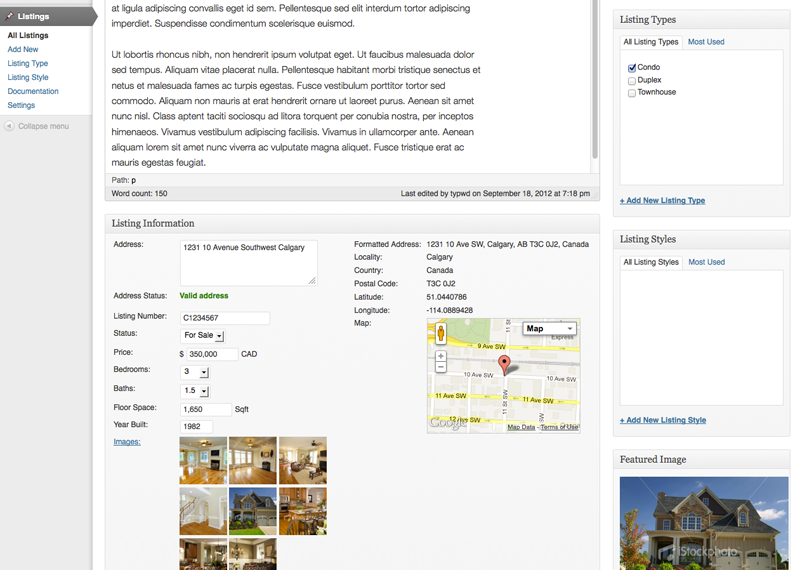 Listings
All Listings
Add New
Listing Type
Listing Style
Documentation
Settings
Collapse menu
at ligula adipiscing convallis eget id sem. Pellentesque sed elit interdum tortor adipiscing
imperdiet. Suspendisse condimentum scelerisque euismod.
Ut lobortis rhoncus nibh, non hendrerit ipsum volutpat eget. Ut faucibus malesuada dolor
sed tempus. Aliquam vitae placerat nulla. Pellentesque habitant morbi tristique senectus et
netus et malesuada fames ac turpis egestas. Fusce vestibulum porttitor tortor sed
commodo. Aliquam non mauris at erat hendrerit ornare ut laoreet purus. Aenean sit amet
nunc nisl. Class aptent taciti sociosqu ad litora torquent per conubia nostra, per inceptos
himenaeos. Vivamus vestibulum adipiscing facilisis. Vivamus in ullamcorper ante. Aenean
aliquam lorem sit amet nunc viverra ac vulputate magna aliquet. Fusce tristique erat ac
mauris egestas feugiat.
Path: p
Word count: 150
Last edited by typwd on September 18, 2012 at 7:18 pm
Listing Information
Address:
1231 10 Avenue Southwest Calgary
Address Status: Valid address
Listing Number: C1234567
Status: For Sale
Price: $ 350,000 CAD
Bedrooms: 3
Baths: 1.5
Floor Space: 1,650 Sqft
Year Built: 1982
Images:
Formatted Address: 1231 10 Ave SW, Calgary, AB T3C 0J2, Canada
Locality: Calgary
Country: Canada
Postal Code: T3C 0J2
Latitude: 51.0440786
Longitude: -114.0889428
Map:
Map
Express
11 St SW
9 Ave SW
10 Ave SW
10 Ave SW
11 St SW
11 Ave SW
11 Ave SW
12 Ave SW
Google
Map Data - Terms of Use
Listing Types
All Listing Types
Most Used
Condo
Duplex
Townhouse
+ Add New Listing Type
Listing Styles
All Listing Styles
Most Used
+ Add New Listing Style
Featured Image
iStockphoto